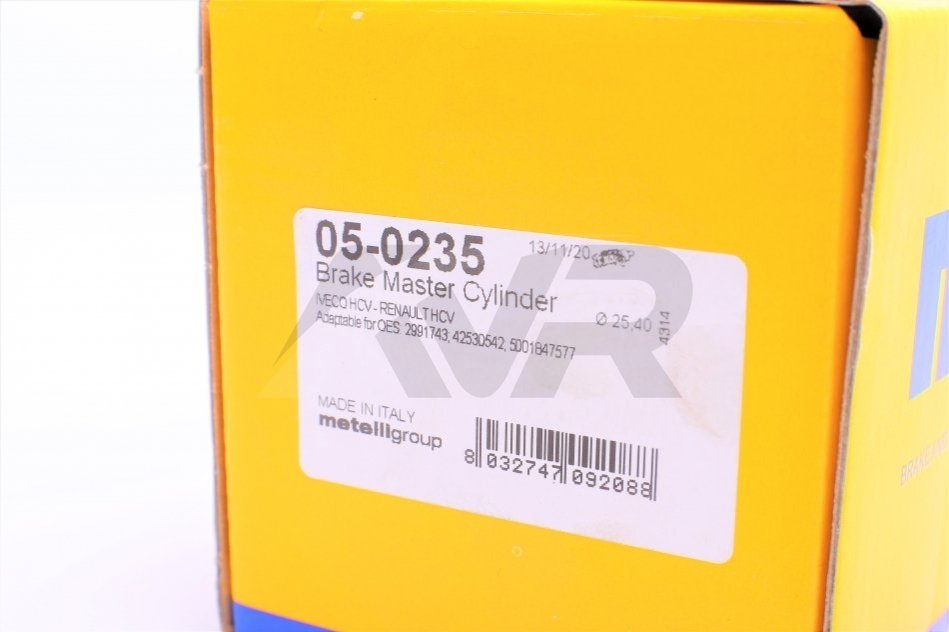 05-0235
13/11/20
Brake Master Cylinder
IVECO HCV - RENAULT HCV
Ø 25,40
4314
Adaptable for OES: 2991743, 42530542, 5001847577
MADE IN ITALY
metelligroup
8 032747 092088
AVR